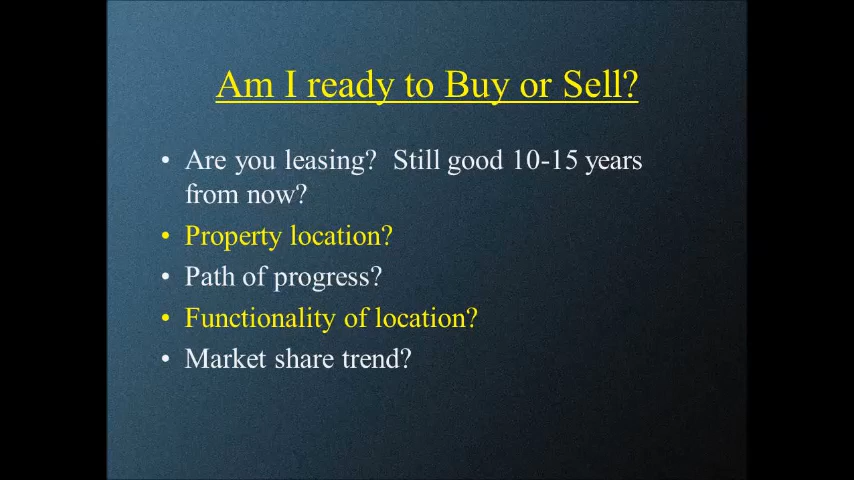 Am I ready to Buy or Sell?
• Are you leasing?  Still good 10-15 years
from now?
• Property location?
• Path of progress?
• Functionality of location?
• Market share trend?